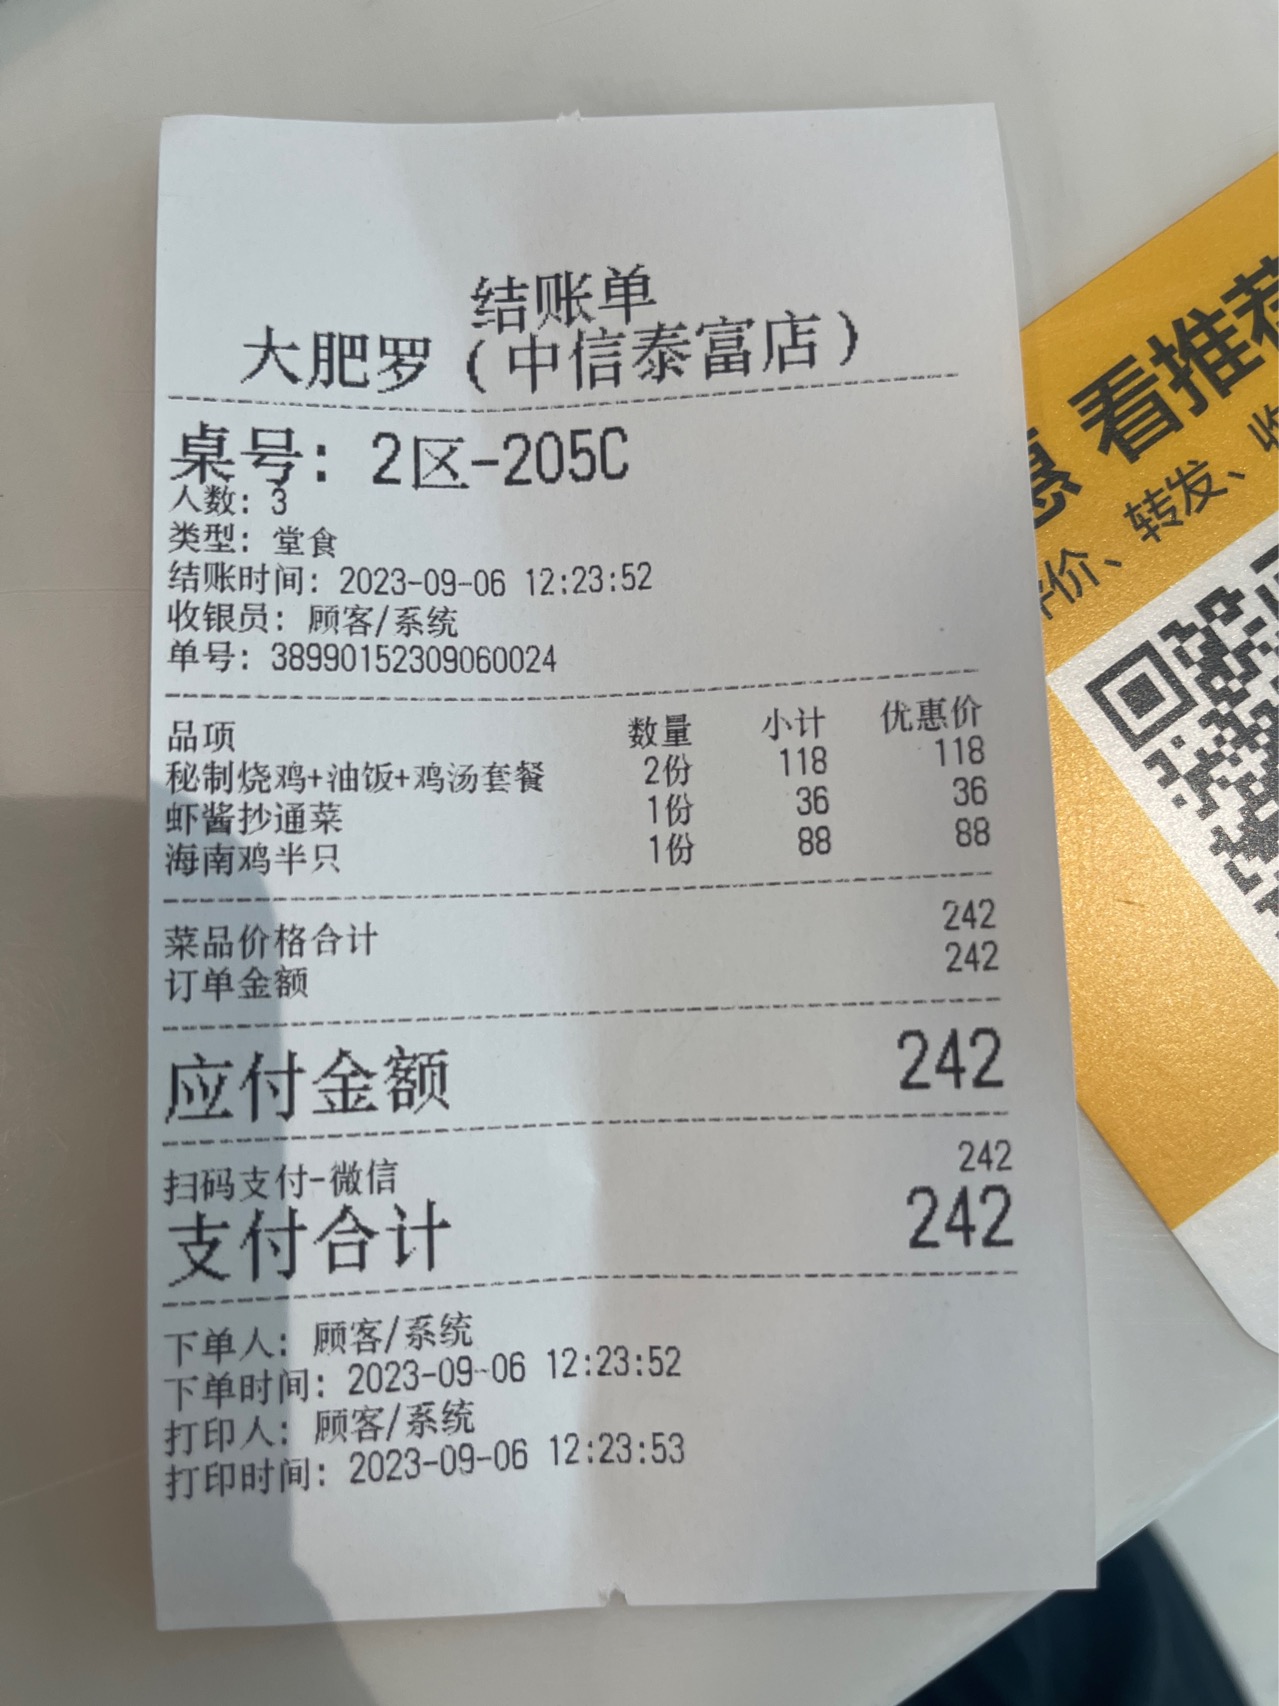 结账单
大肥罗（中信泰富店）
桌号：2区-205C
人数：3
类型：堂食
结账时间：2023-09-06 12:23:52
收银员：顾客/系统
单号：38990152309060024
品项 数量 小计 优惠价
秘制烧鸡+油饭+鸡汤套餐 2份 118 118
虾酱抄通菜 1份 36 36
海南鸡半只 1份 88 88
菜品价格合计 242
订单金额 242
应付金额 242
扫码支付-微信 242
支付合计 242
下单人：顾客/系统
下单时间：2023-09-06 12:23:52
打印人：顾客/系统
打印时间：2023-09-06 12:23:53
惠 看推荐
评价、转发、收